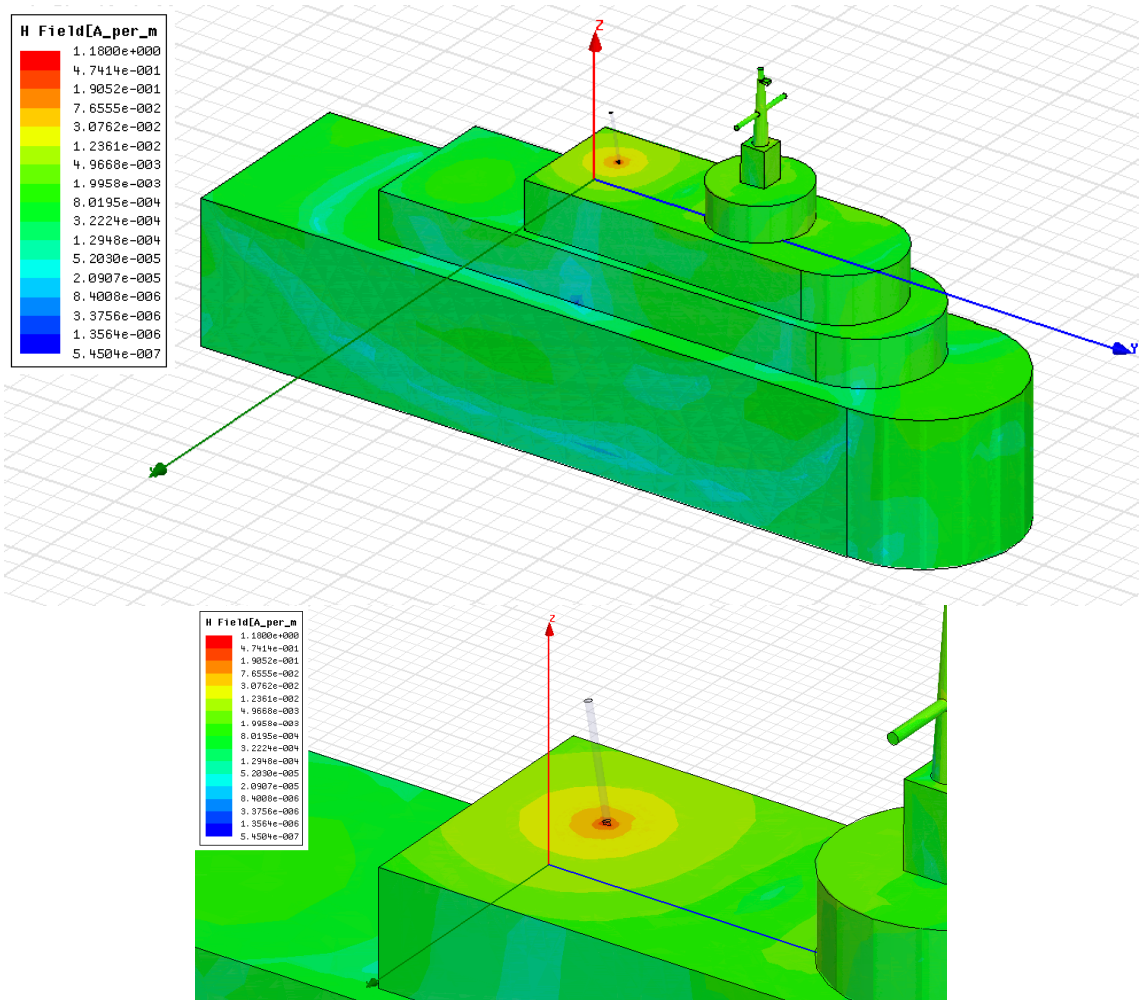 H Field[A_per_m
1.1800e+000
4.7414e-001
1.9052e-001
7.6555e-002
3.0762e-002
1.2361e-002
4.9668e-003
1.9958e-003
8.0195e-004
3.2224e-004
1.2948e-004
5.2030e-005
2.0907e-005
8.4008e-006
3.3756e-006
1.3564e-006
5.4504e-007
Z
Y
H Field[A_per_m
1.1800e+000
4.7414e-001
1.9052e-001
7.6555e-002
3.0762e-002
1.2361e-002
4.9668e-003
1.9958e-003
8.0195e-004
3.2224e-004
1.2948e-004
5.2030e-005
2.0907e-005
8.4008e-006
3.3756e-006
1.3564e-006
5.4504e-007
Z